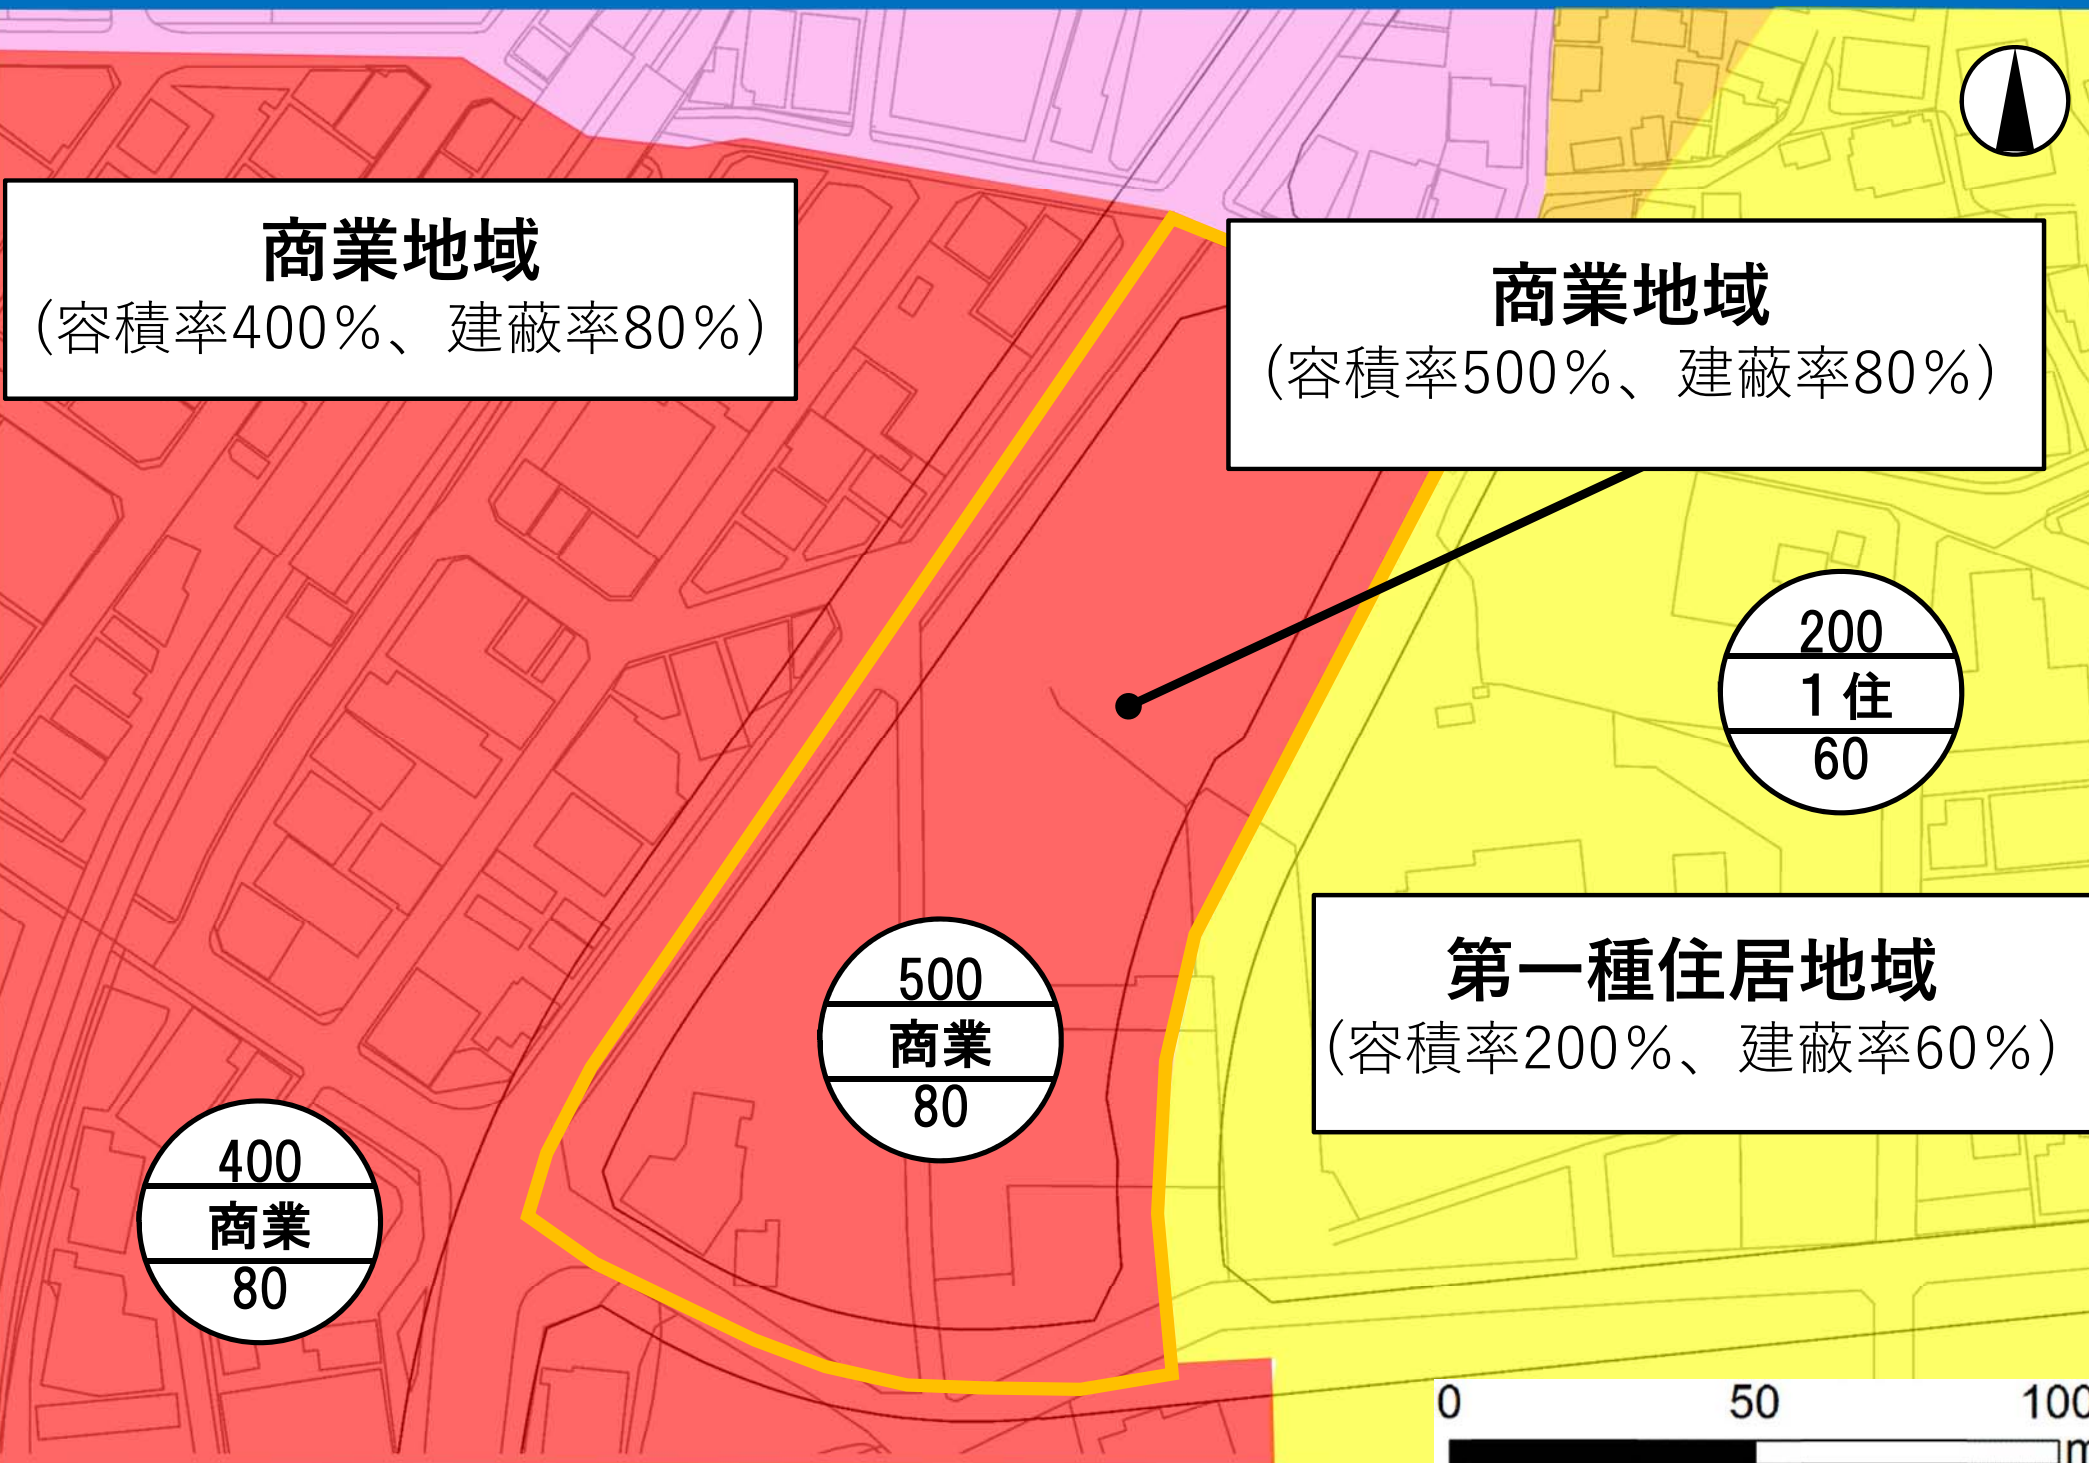 商業地域
(容積率400%、建蔽率80%)
商業地域
(容積率500%、建蔽率80%)
200
1住
60
第一種住居地域
(容積率200%、建蔽率60%)
500
商業
80
400
商業
80
0 50 100
m